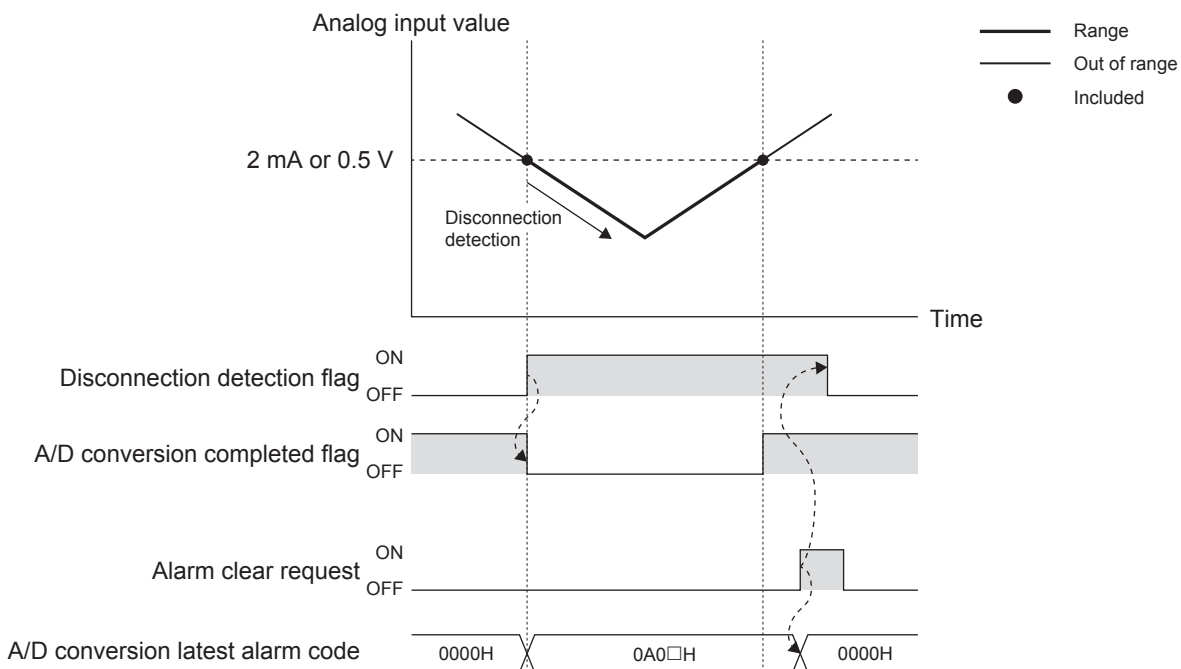 Analog input value
Range
Out of range
Included
2 mA or 0.5 V
Disconnection
detection
Time
Disconnection detection flag
ON
OFF
A/D conversion completed flag
ON
OFF
Alarm clear request
ON
OFF
A/D conversion latest alarm code
0000H
0A0□H
0000H